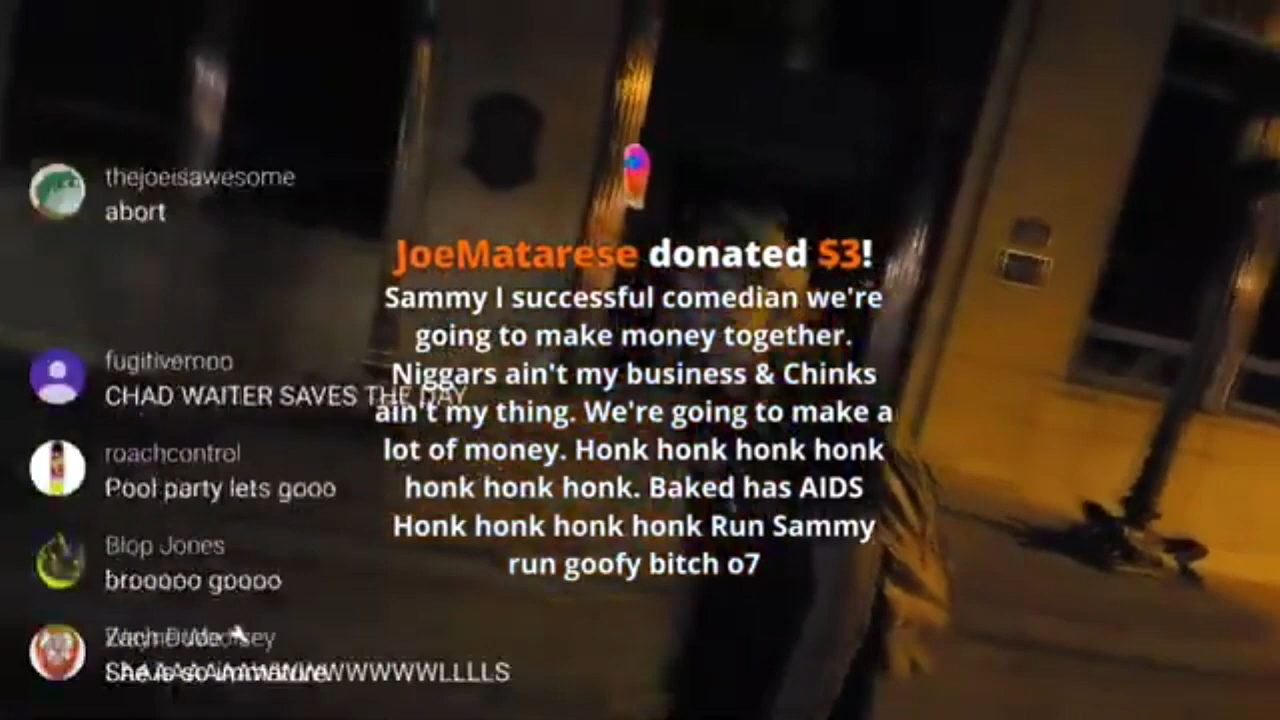 thejoeisawesome
abort
JoeMatarese donated $3!
Sammy I successful comedian we're
going to make money together.
Niggars ain't my business & Chinks
ain't my thing. We're going to make a
lot of money. Honk honk honk honk
honk honk honk. Baked has AIDS
Honk honk honk honk Run Sammy
run goofy bitch o7
fugitivemoo
CHAD WAITER SAVES THE DAY
roachcontrol
Pool party lets gooo
Blop Jones
brooooo goooo